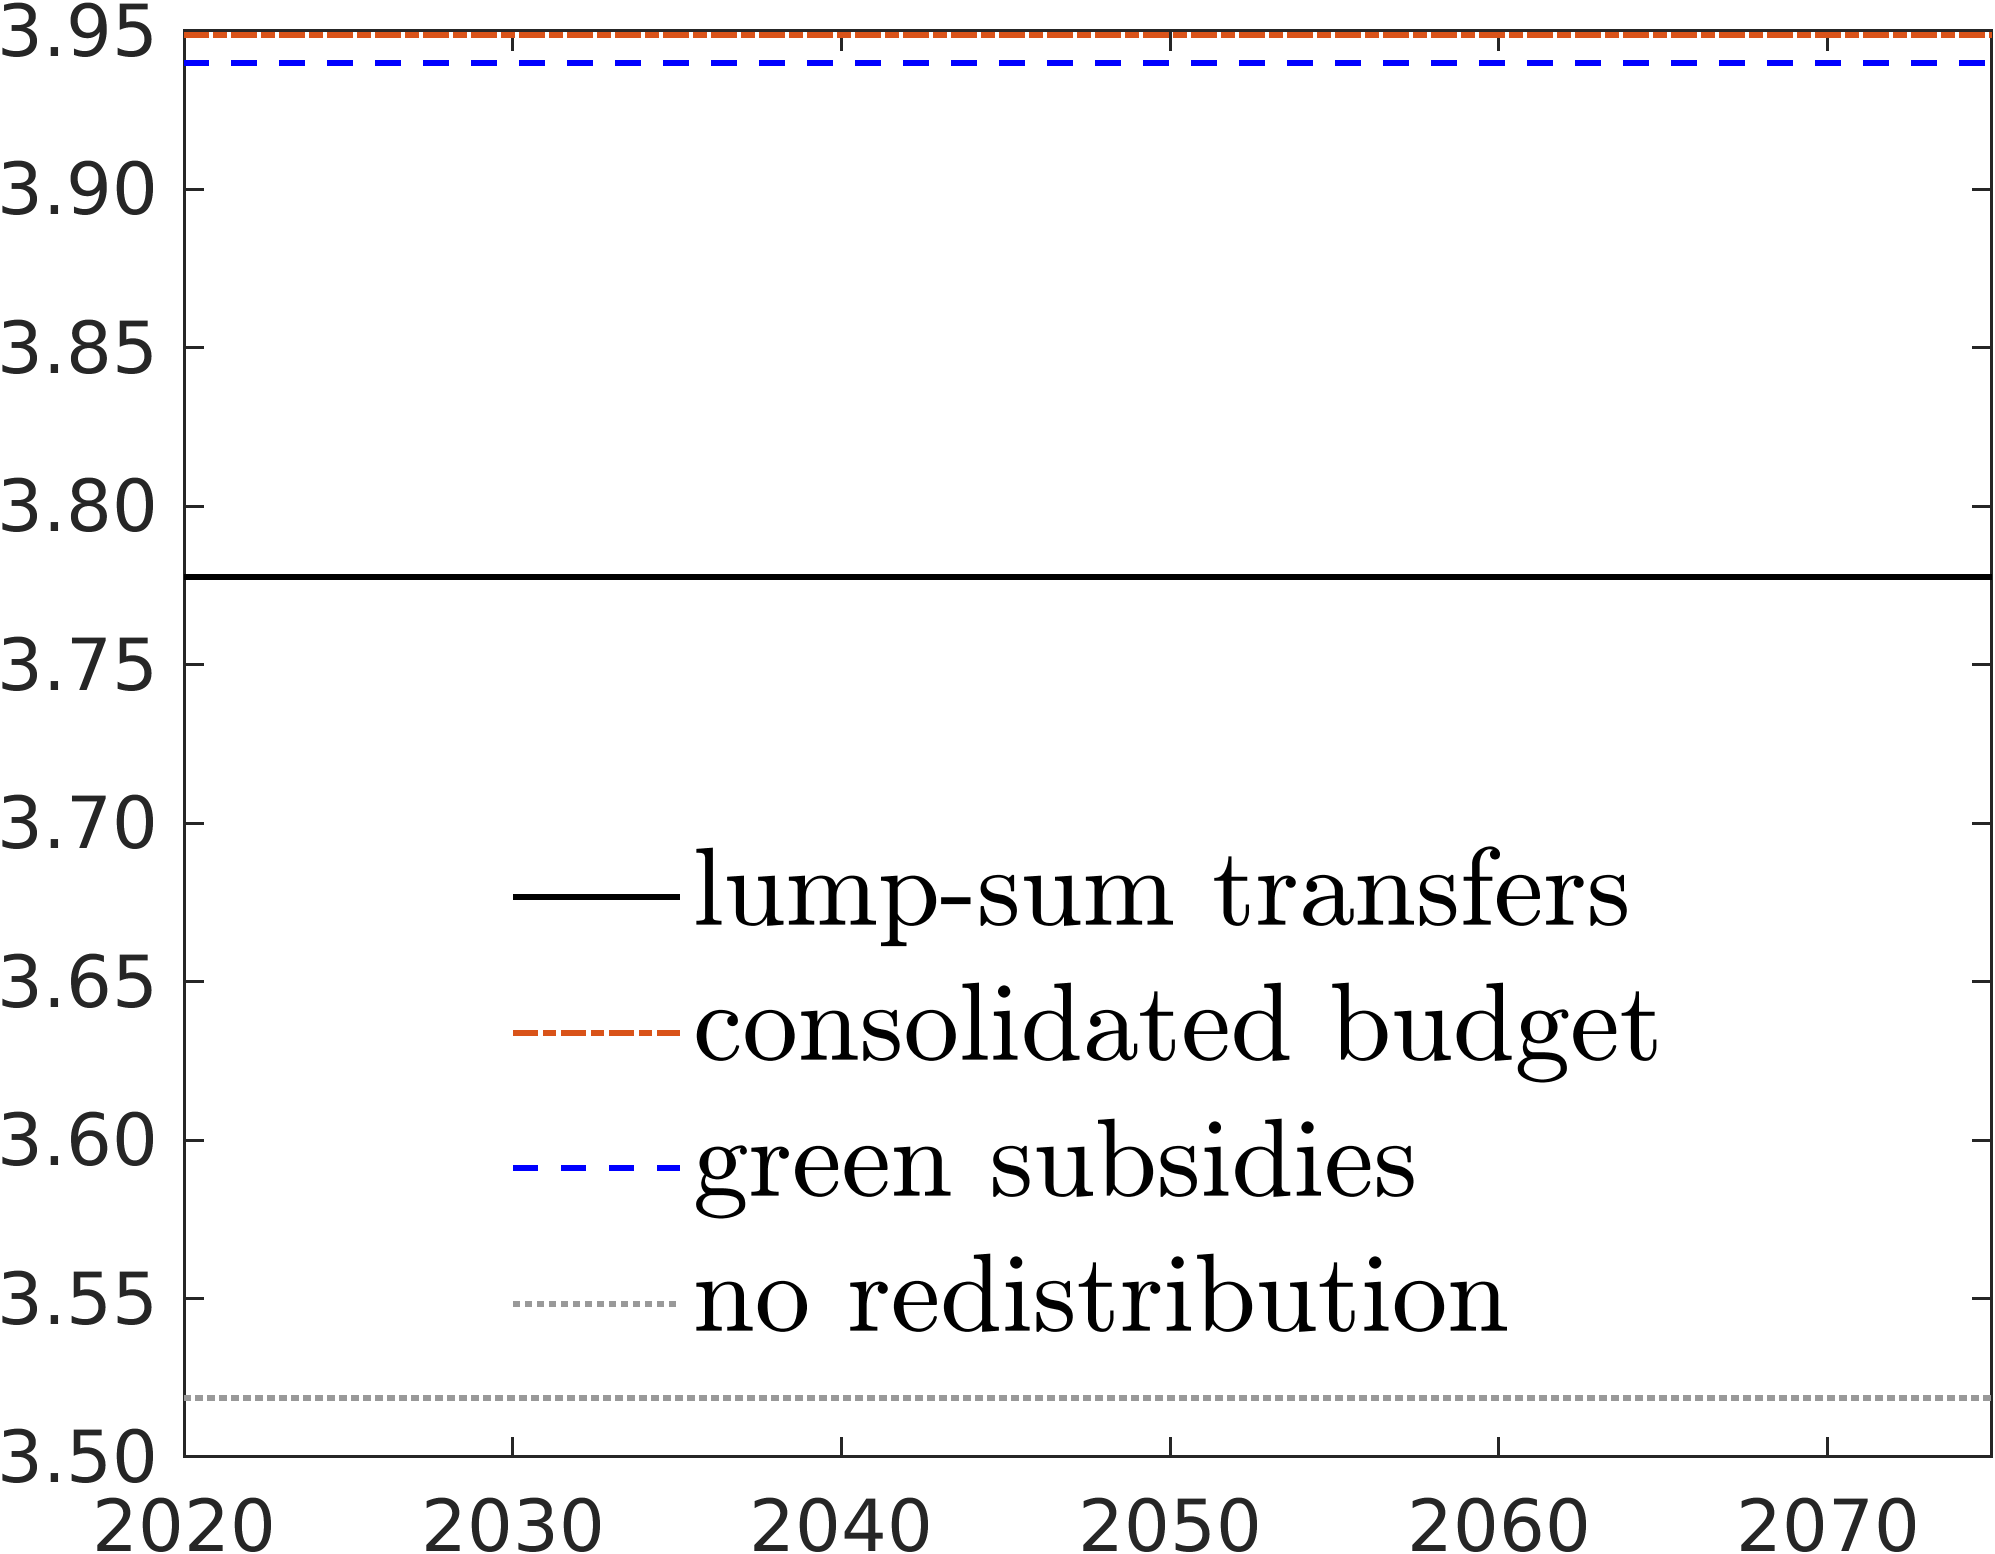 3.95
3.90
3.85
3.80
3.75
3.70
3.65
3.60
3.55
3.50
lump-sum transfers
consolidated budget
green subsidies
no redistribution
2020 2030 2040 2050 2060 2070